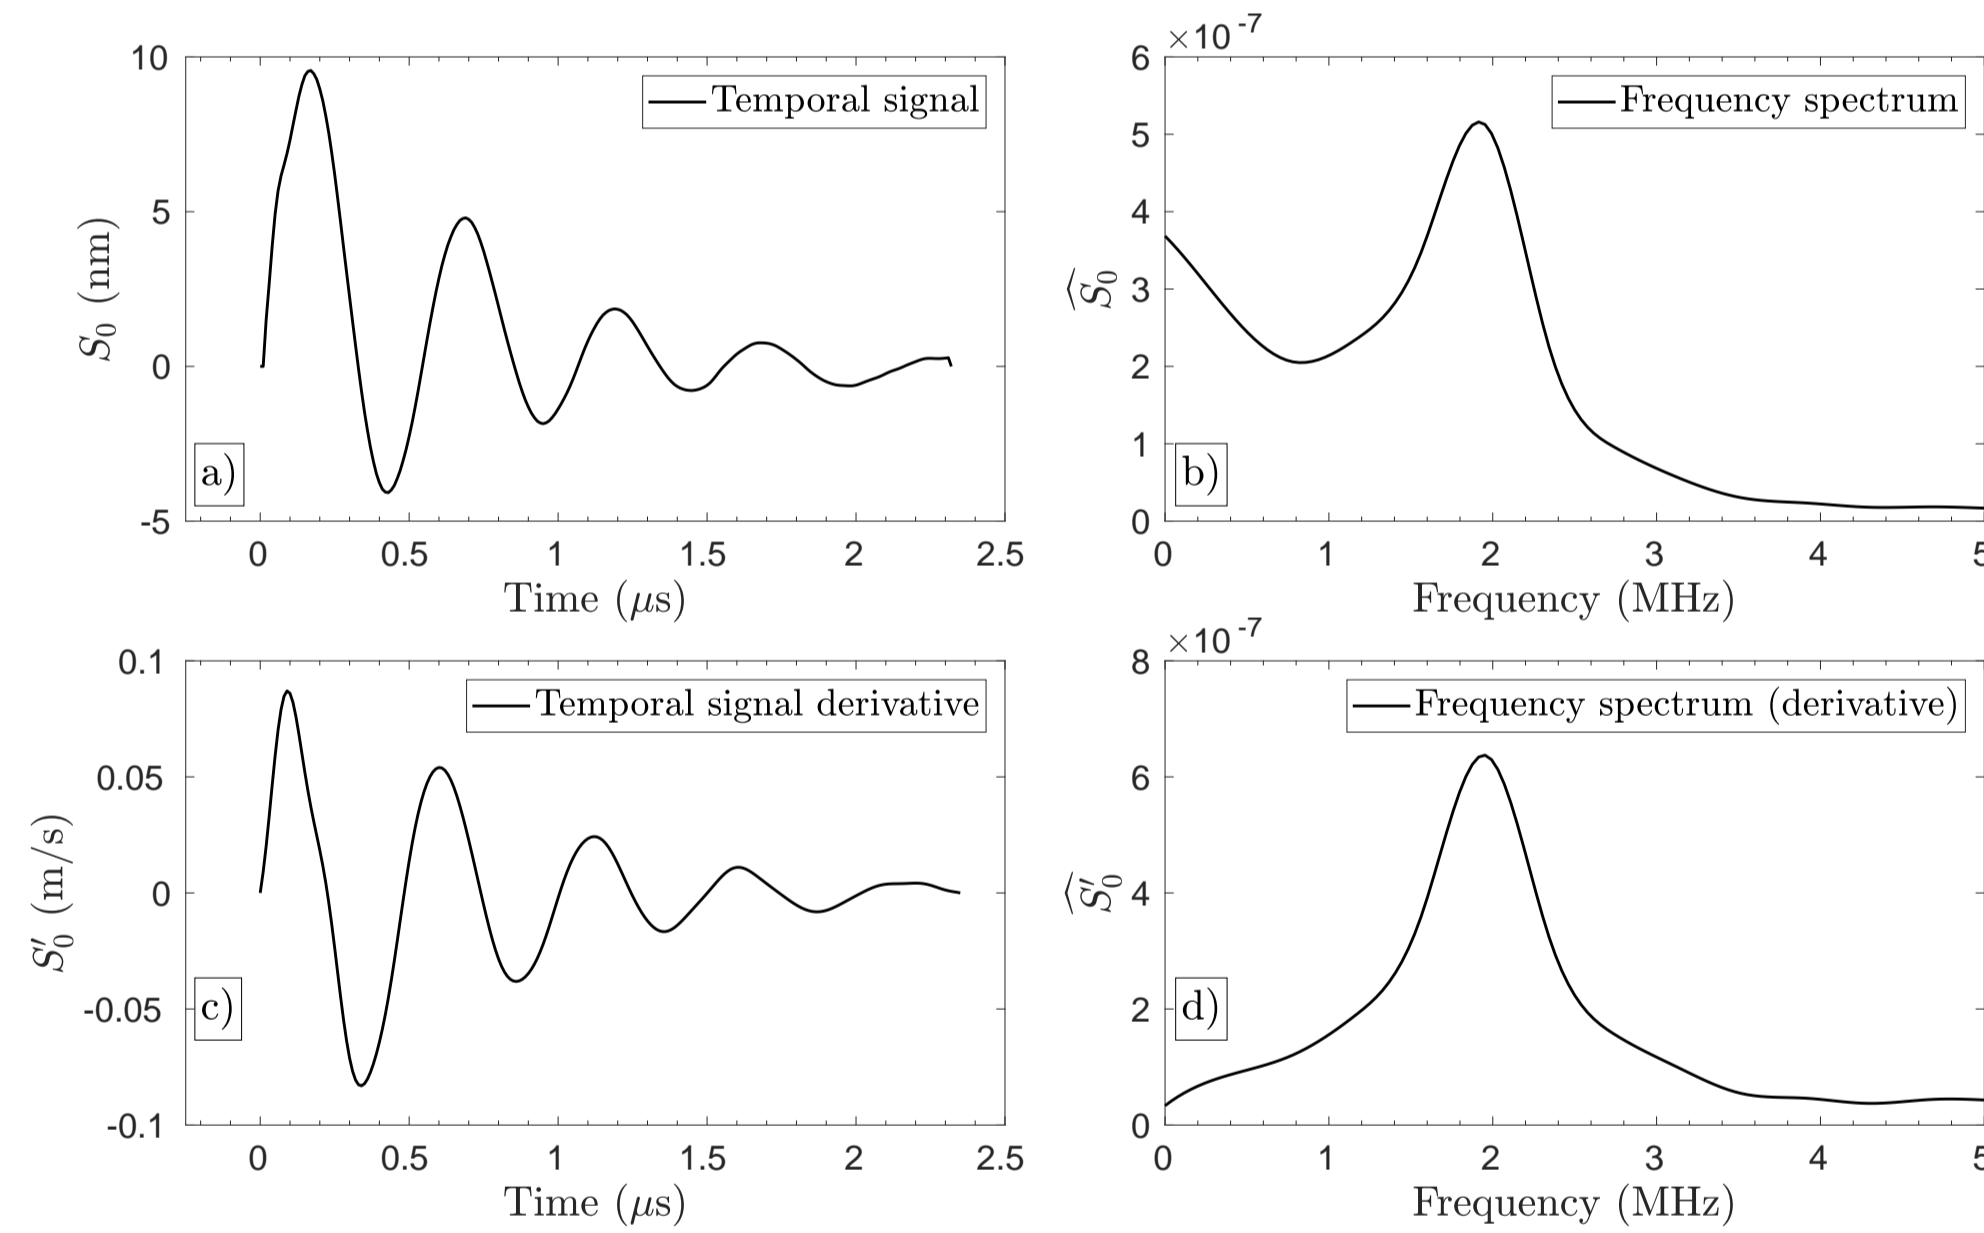 10
5
0
-5
S₀ (nm)
Temporal signal
a)
0 0.5 1 1.5 2 2.5
Time (μs)
×10⁻⁷
6
5
4
3
2
1
0
Ŝ₀
Frequency spectrum
b)
0 1 2 3 4 5
Frequency (MHz)
0.1
0.05
0
-0.05
-0.1
S′₀ (m/s)
Temporal signal derivative
c)
0 0.5 1 1.5 2 2.5
Time (μs)
×10⁻⁷
8
6
4
2
0
Ŝ′₀
Frequency spectrum (derivative)
d)
0 1 2 3 4 5
Frequency (MHz)